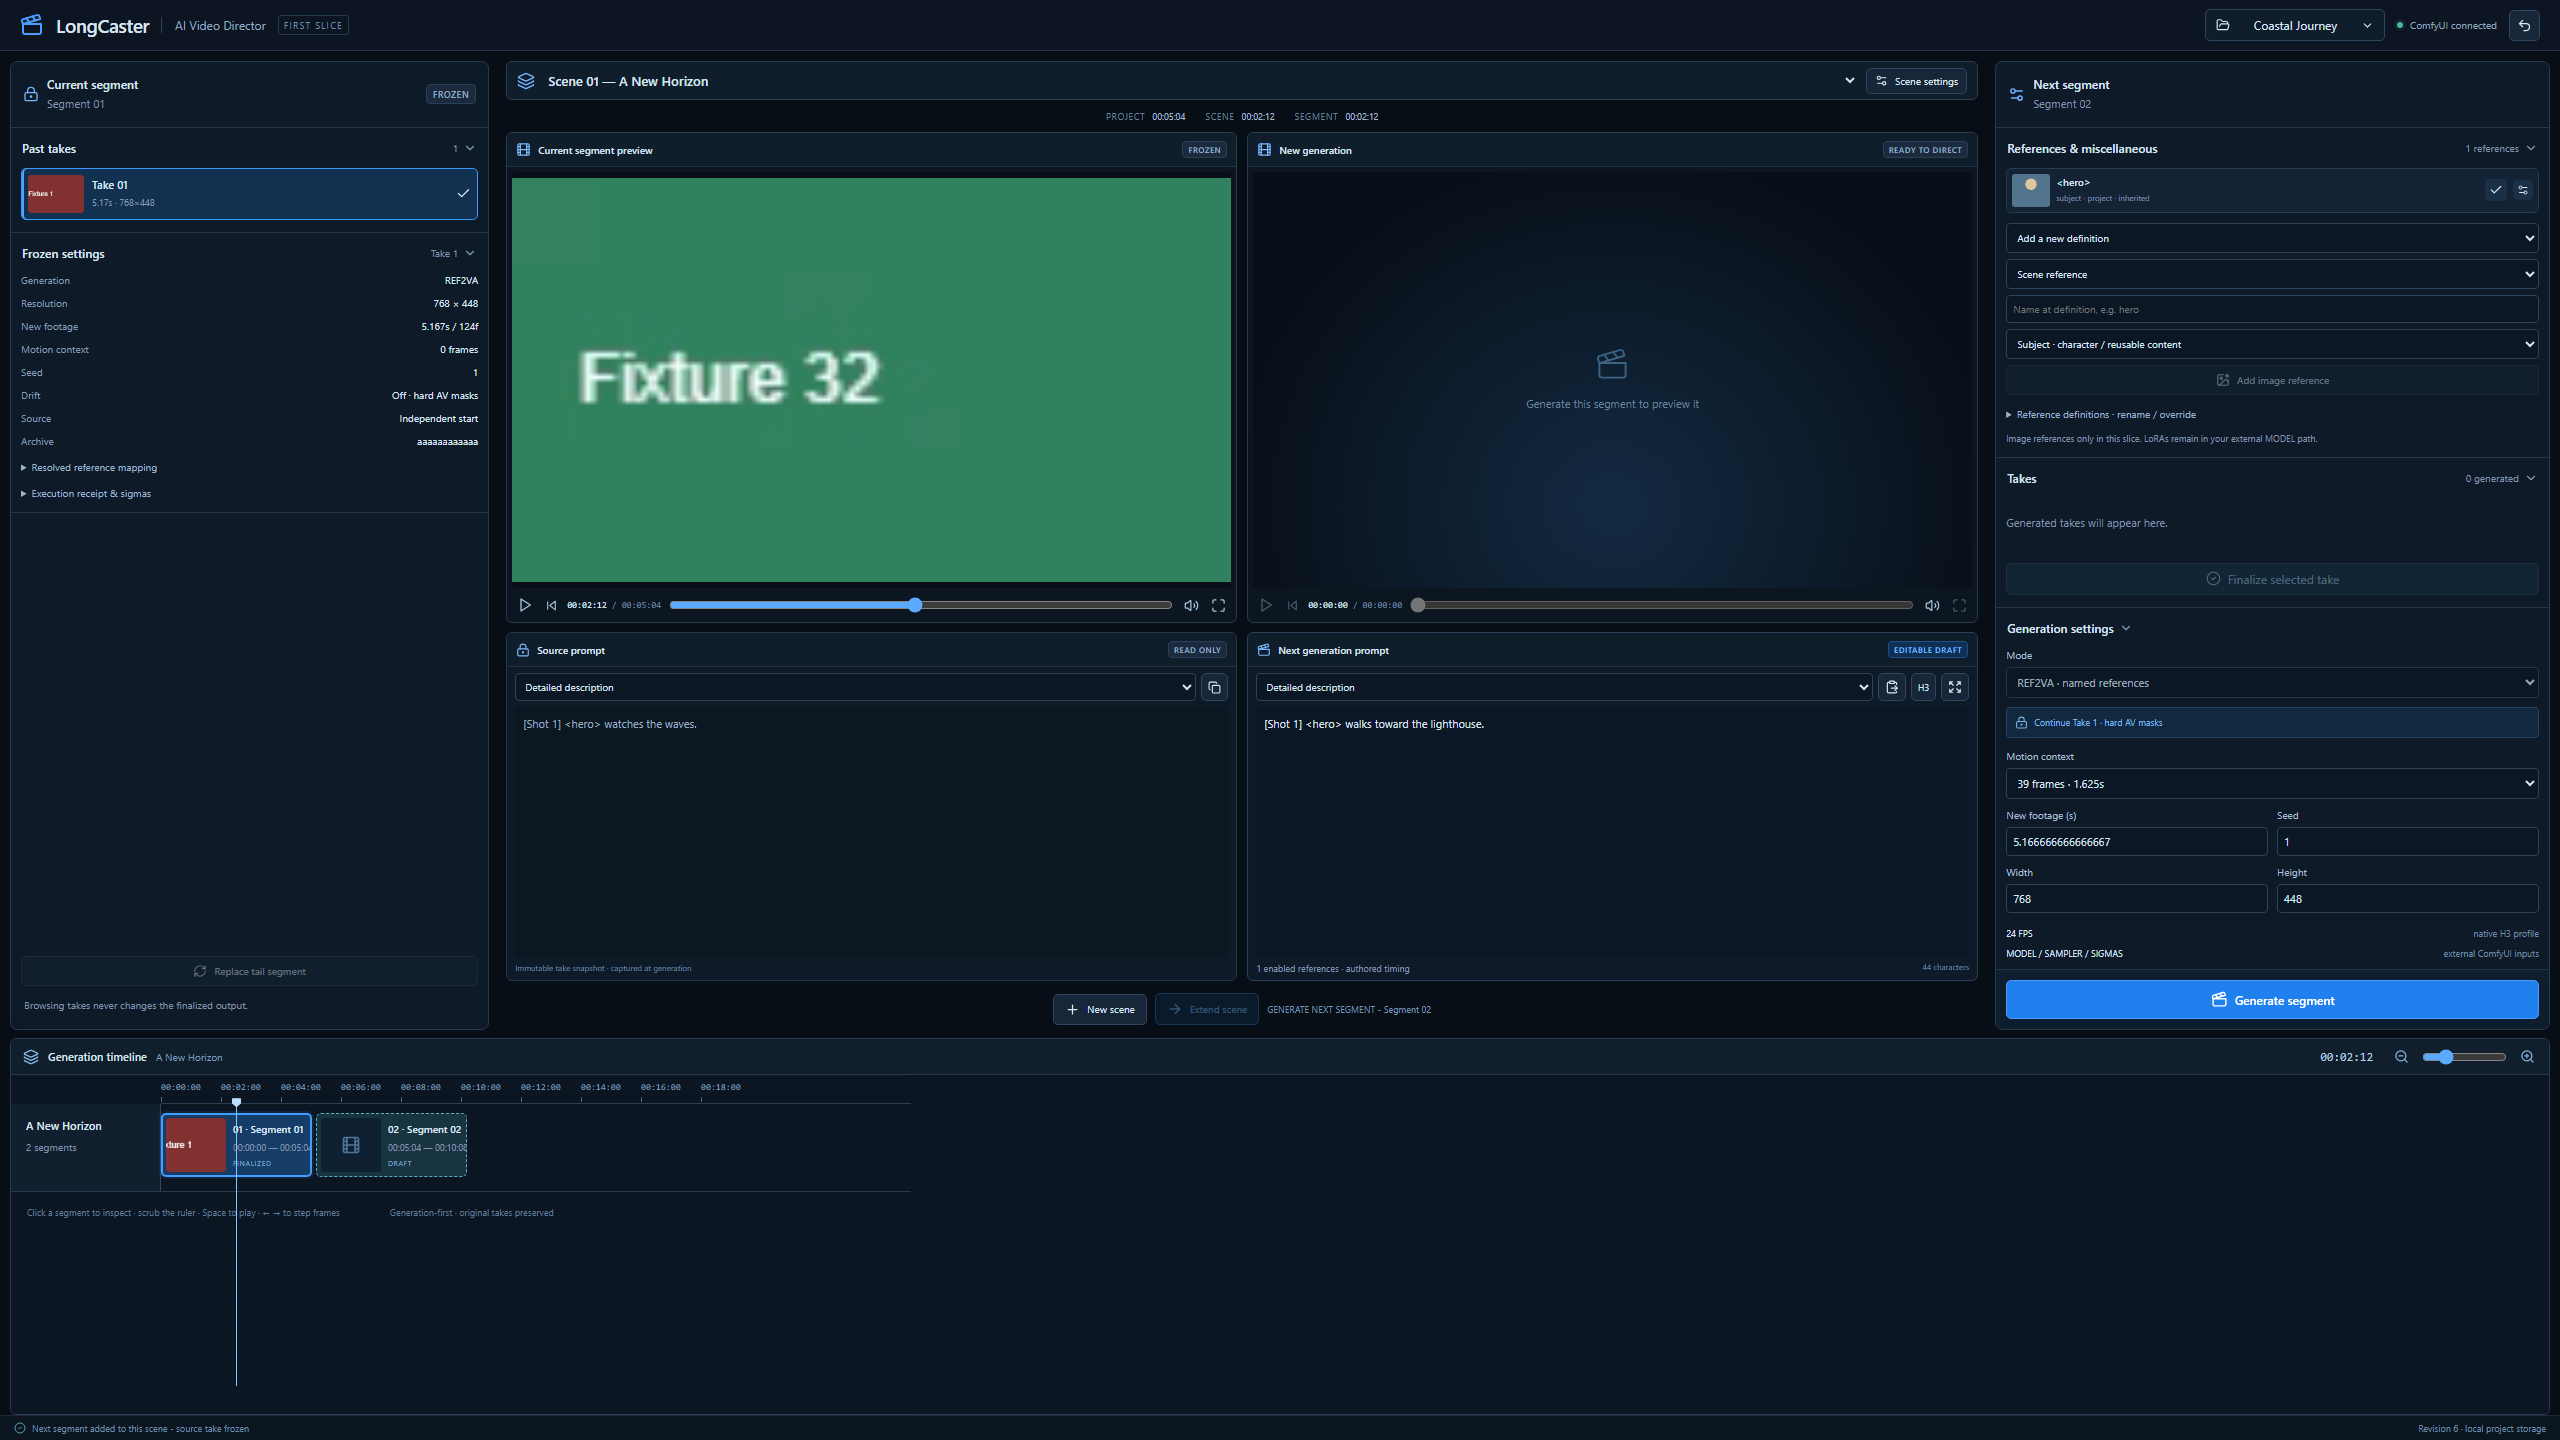 LongCaster
AI Video Director
FIRST SLICE
Coastal Journey
ComfyUI connected
Current segment
Segment 01
FROZEN
Past takes
1
Fixture 1
Take 01
5.17s · 768×448
Frozen settings
Take 1
Generation
REF2VA
Resolution
768 × 448
New footage
5.167s / 124f
Motion context
0 frames
Seed
1
Drift
Off · hard AV masks
Source
Independent start
Archive
aaaaaaaaaaaa
Resolved reference mapping
Execution receipt & sigmas
Replace tail segment
Browsing takes never changes the finalized output.
Scene 01 — A New Horizon
Scene settings
PROJECT 00:05:04 SCENE 00:02:12 SEGMENT 00:02:12
Current segment preview
FROZEN
Fixture 32
00:02:12 / 00:05:04
New generation
READY TO DIRECT
Generate this segment to preview it
00:00:00 / 00:00:00
Source prompt
READ ONLY
Detailed description
[Shot 1] <hero> watches the waves.
Immutable take snapshot · captured at generation
Next generation prompt
EDITABLE DRAFT
Detailed description
H3
[Shot 1] <hero> walks toward the lighthouse.
1 enabled references · authored timing
44 characters
New scene
Extend scene
GENERATE NEXT SEGMENT - Segment 02
Next segment
Segment 02
References & miscellaneous
1 references
<hero>
subject · project · inherited
Add a new definition
Scene reference
Name at definition, e.g. hero
Subject · character / reusable content
Add image reference
Reference definitions · rename / override
Image references only in this slice. LoRAs remain in your external MODEL path.
Takes
0 generated
Generated takes will appear here.
Finalize selected take
Generation settings
Mode
REF2VA · named references
Continue Take 1 · hard AV masks
Motion context
39 frames · 1.625s
New footage (s)
Seed
5.166666666666667
1
Width
Height
768
448
24 FPS
native H3 profile
MODEL / SAMPLER / SIGMAS
external ComfyUI inputs
Generate segment
Generation timeline
A New Horizon
00:02:12
00:00:00 00:02:00 00:04:00 00:06:00 00:08:00 00:10:00 00:12:00 00:14:00 00:16:00 00:18:00
A New Horizon
2 segments
xture 1
01 · Segment 01
00:00:00 — 00:05:04
FINALIZED
02 · Segment 02
00:05:04 — 00:10:08
DRAFT
Click a segment to inspect · scrub the ruler · Space to play · ← → to step frames
Generation-first · original takes preserved
Next segment added to this scene - source take frozen
Revision 6 · local project storage